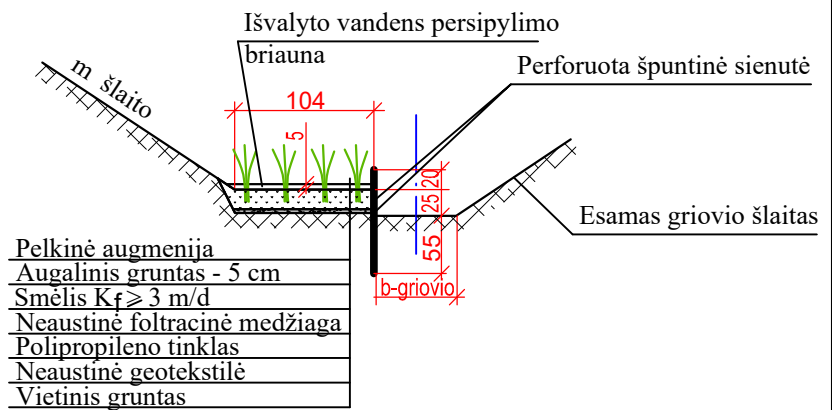 Išvalyto vandens persipylimo
briauna
Perforuota špuntinė sienutė
m šlaito
104
5
20
25
55
b-griovio
Esamas griovio šlaitas
Pelkinė augmenija
Augalinis gruntas - 5 cm
Smėlis Kf ⩾ 3 m/d
Neaustinė foltracinė medžiaga
Polipropileno tinklas
Neaustinė geotekstilė
Vietinis gruntas